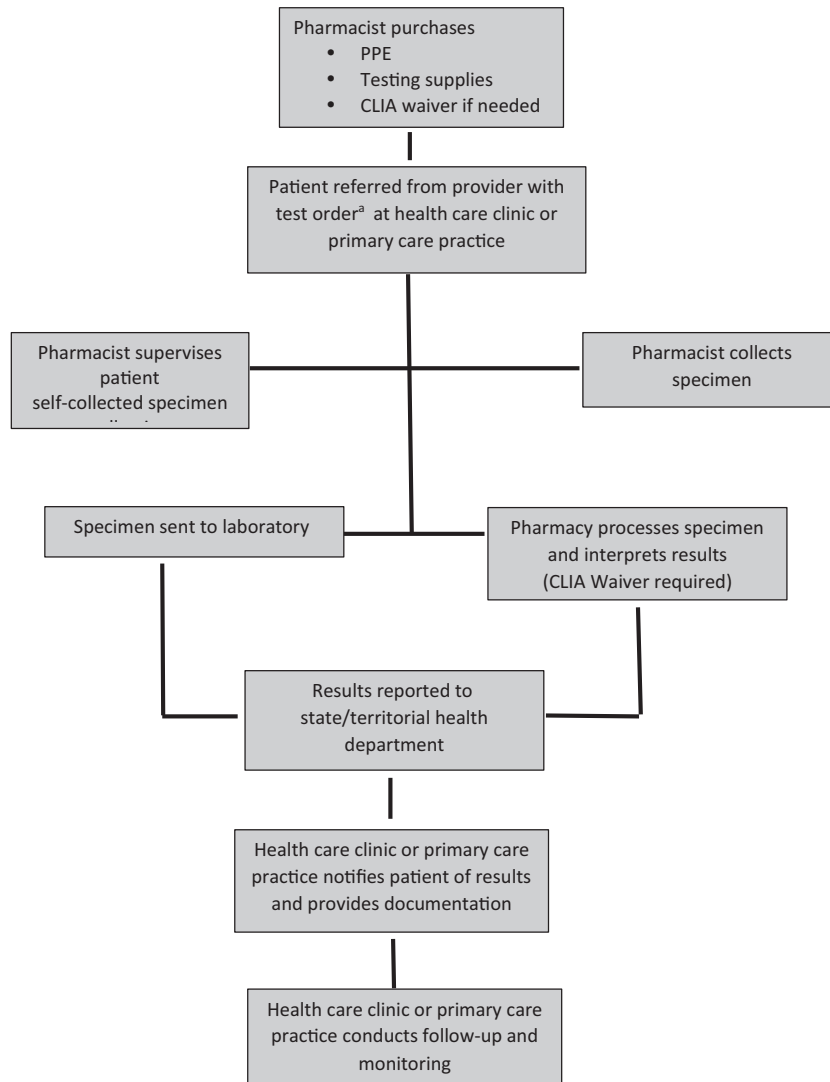 Pharmacist purchases
• PPE
• Testing supplies
• CLIA waiver if needed
Patient referred from provider with
test orderᵃ at health care clinic or
primary care practice
Pharmacist supervises
patient
self-collected specimen
Pharmacist collects
specimen
Specimen sent to laboratory
Pharmacy processes specimen
and interprets results
(CLIA Waiver required)
Results reported to
state/territorial health
department
Health care clinic or primary care
practice notifies patient of results
and provides documentation
Health care clinic or primary care
practice conducts follow-up and
monitoring